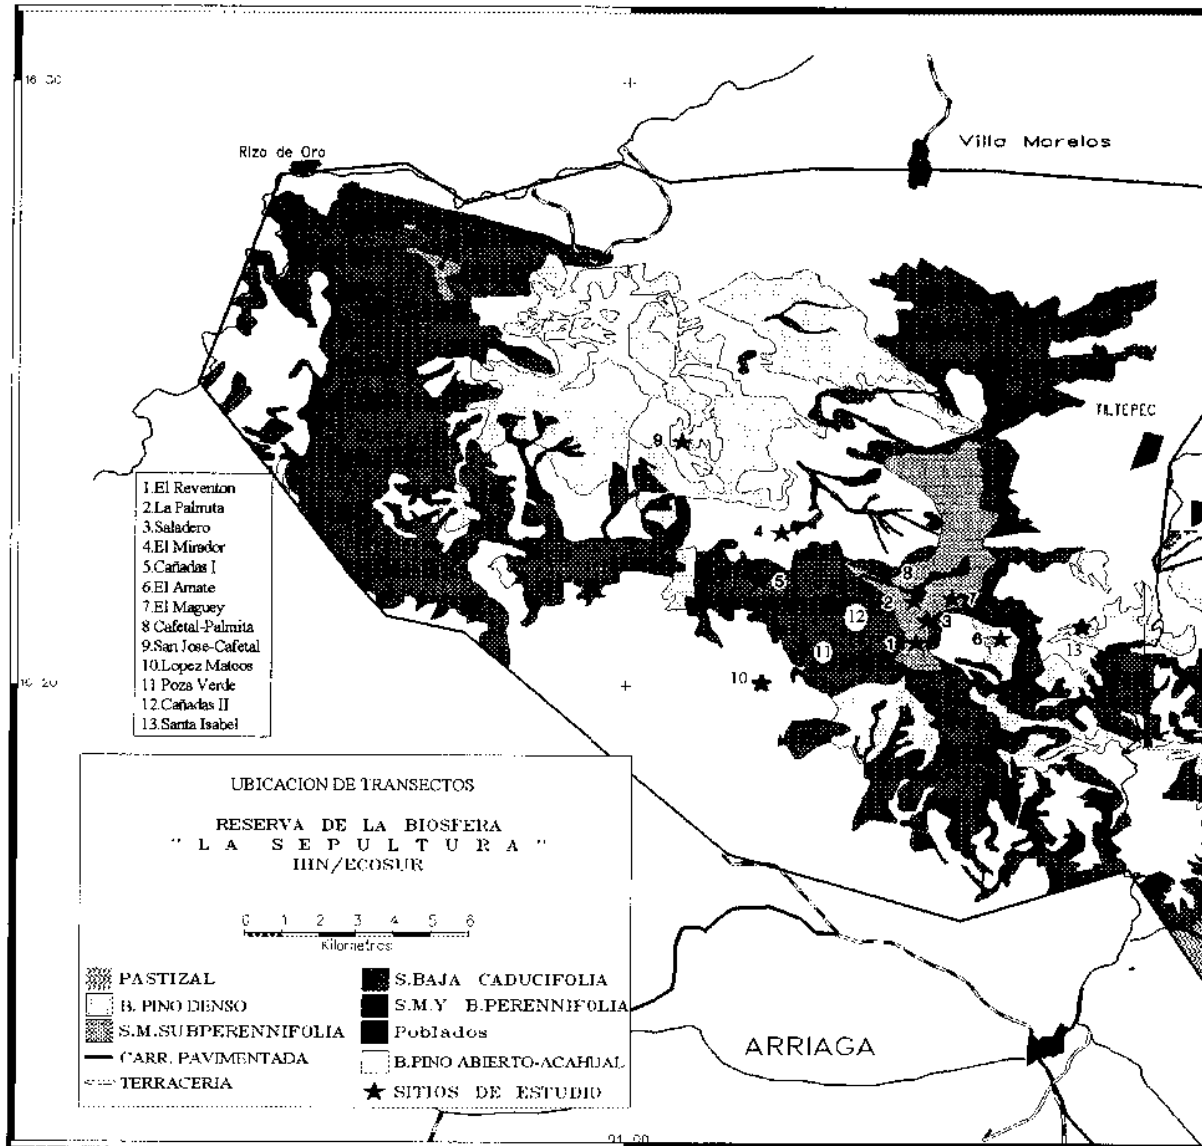 16 30
Rizo de Oro
Villa Morelos
TILTEPEC
9
4
5
8
2
7
12
3
1
6
13
11
10
16 20
1.El Reventon
2.La Palmita
3.Saladero
4.El Mirador
5.Cañadas I
6.El Amate
7.El Maguey
8 Cafetal-Palmita
9.San Jose-Cafetal
10.Lopez Mateos
11 Poza Verde
12.Cañadas II
13.Santa Isabel
UBICACION DE TRANSECTOS
RESERVA DE LA BIOSFERA
" LA SEPULTURA "
IHN/ECOSUR
0 1 2 3 4 5 6
Kilometros
PASTIZAL
B. PINO DENSO
S.M.SUBPERENNIFOLIA
CARR. PAVIMENTADA
TERRACERIA
S.BAJA CADUCIFOLIA
S.M.Y B.PERENNIFOLIA
Poblados
B.PINO ABIERTO-ACAHUAL
SITIOS DE ESTUDIO
ARRIAGA